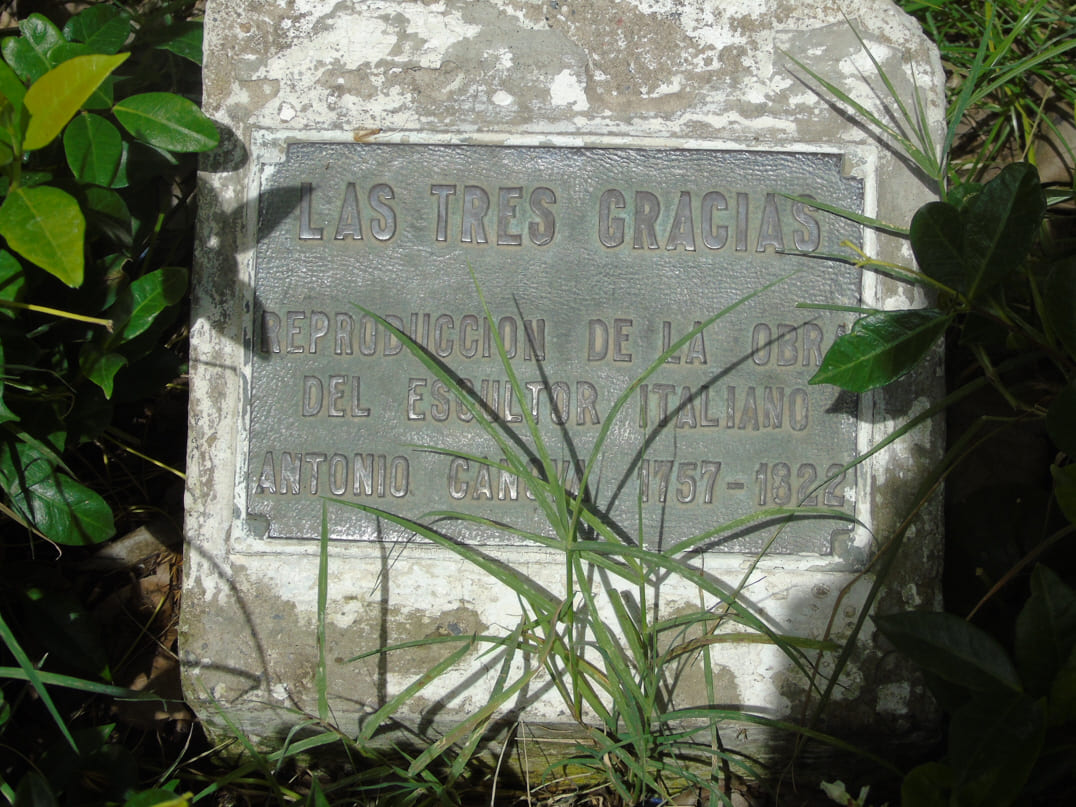 LAS TRES GRACIAS
REPRODUCCION DE LA OBRA
DEL ESCULTOR ITALIANO
ANTONIO CANOVA 1757-1822